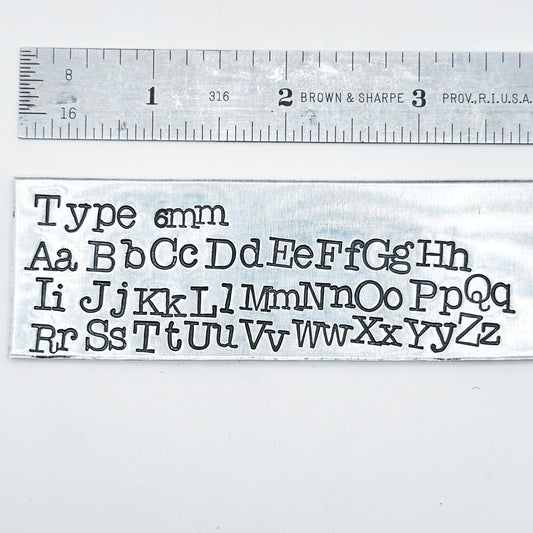 8
1 316 2 BROWN & SHARPE 3 PROV., R.I. U.S.A.
16
Type 6mm
Aa Bb Cc Dd Ee Ff Gg Hh
Ii Jj Kk Ll Mm Nn Oo Pp Qq
Rr Ss Tt Uu Vv Ww Xx Yy Zz